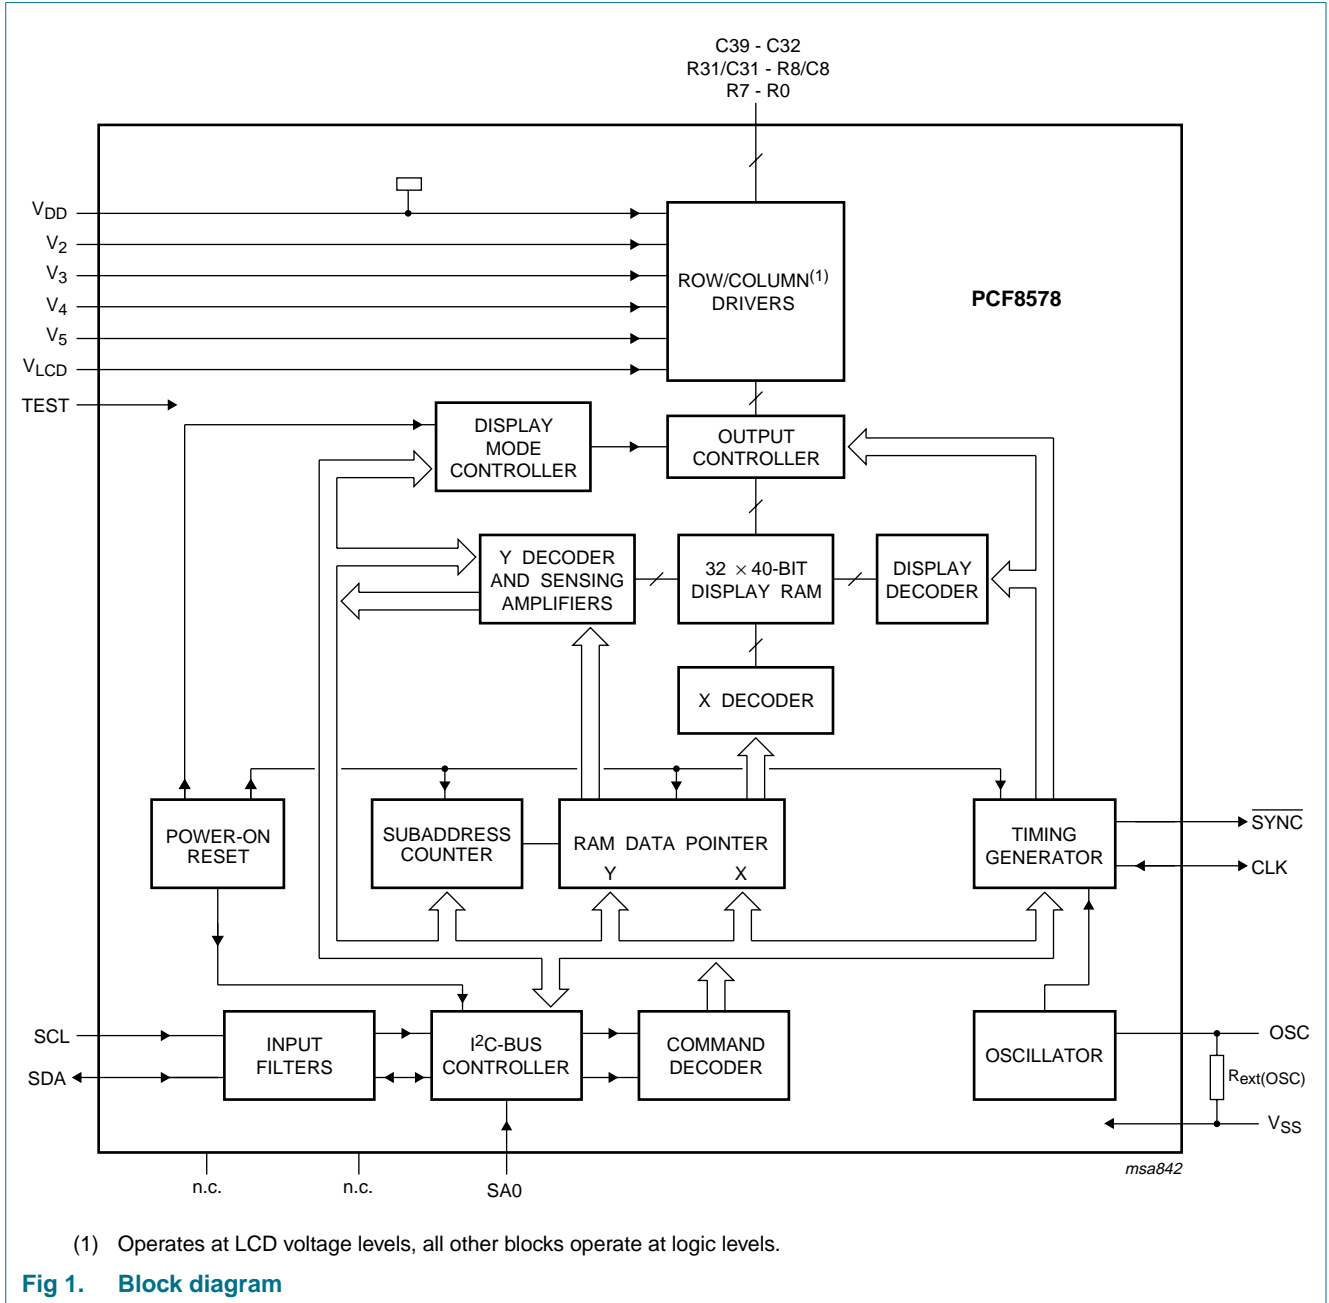 C39 - C32
R31/C31 - R8/C8
R7 - R0
VDD
V2
V3
V4
V5
VLCD
TEST
ROW/COLUMN(1)
DRIVERS
PCF8578
DISPLAY
MODE
CONTROLLER
OUTPUT
CONTROLLER
Y DECODER
AND SENSING
AMPLIFIERS
32 × 40-BIT
DISPLAY RAM
DISPLAY
DECODER
X DECODER
POWER-ON
RESET
SUBADDRESS
COUNTER
RAM DATA POINTER
Y X
TIMING
GENERATOR
SYNC
CLK
SCL
SDA
INPUT
FILTERS
I2C-BUS
CONTROLLER
COMMAND
DECODER
OSCILLATOR
OSC
Rext(OSC)
VSS
msa842
n.c.
n.c.
SA0
(1) Operates at LCD voltage levels, all other blocks operate at logic levels.
Fig 1. Block diagram